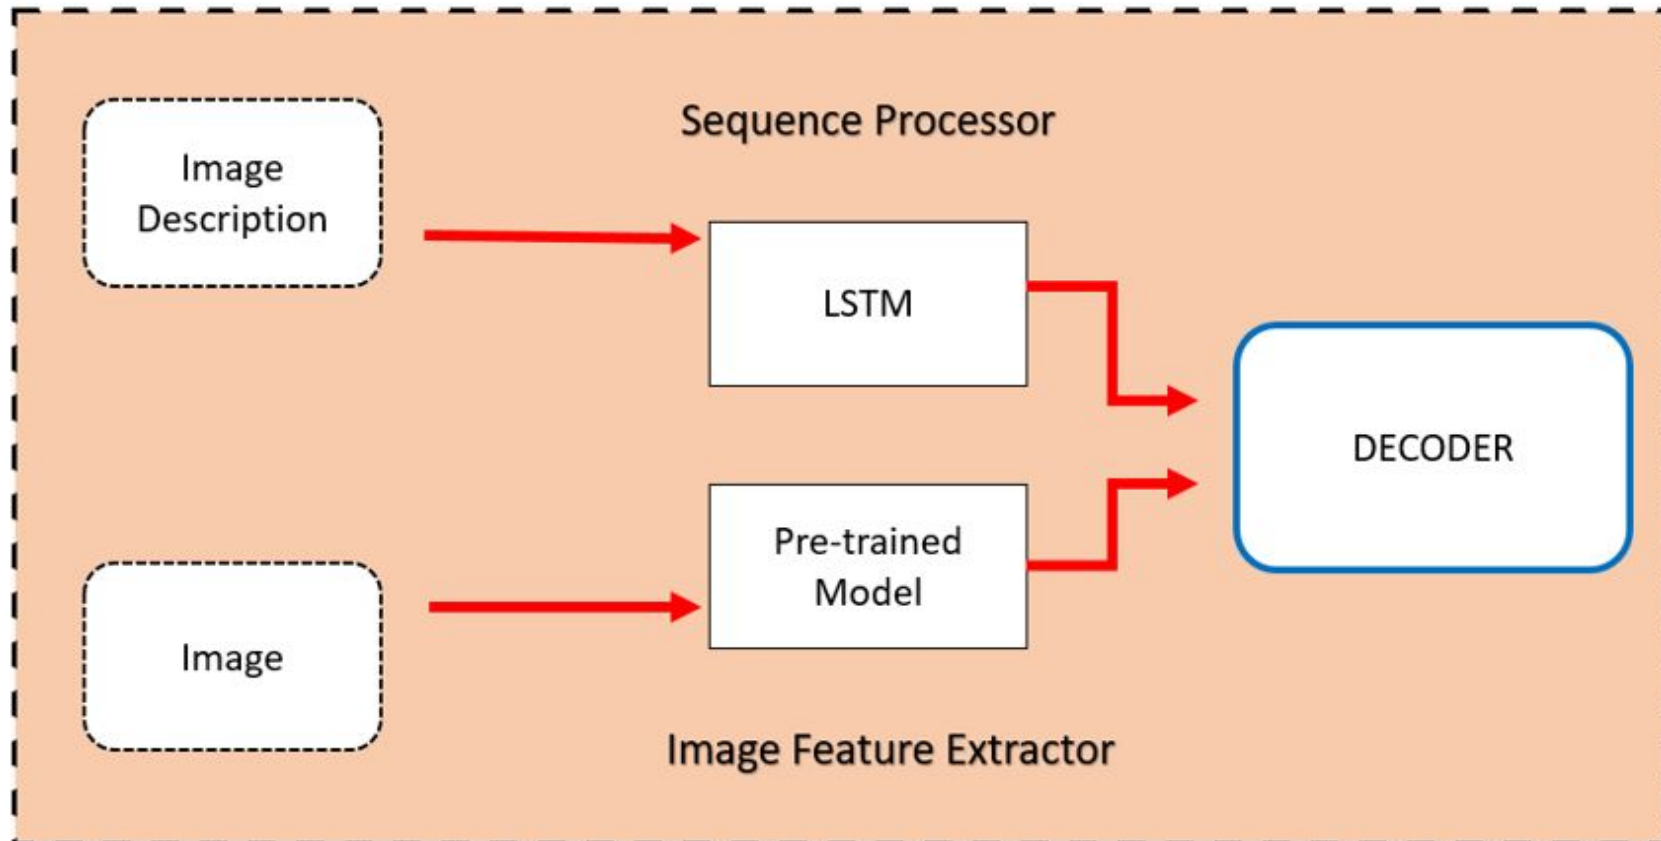 Sequence Processor
Image
Description
LSTM
DECODER
Pre-trained
Model
Image
Image Feature Extractor